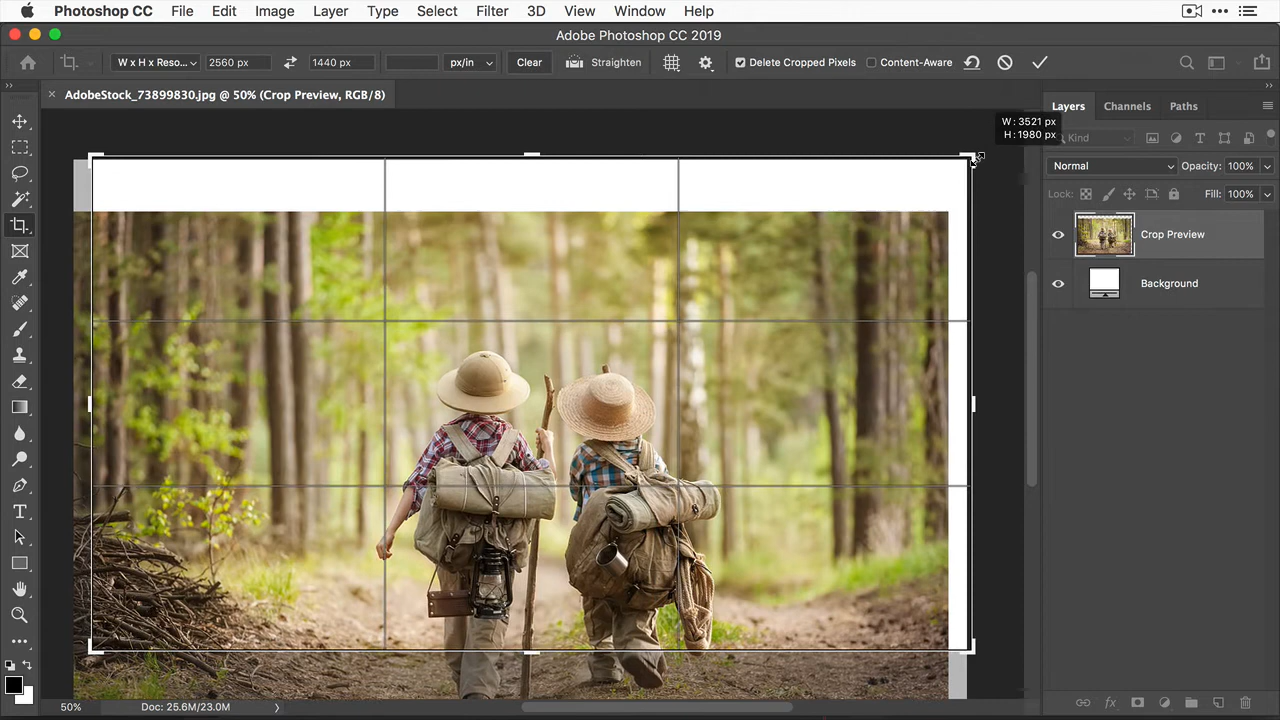 Photoshop CC File Edit Image Layer Type Select Filter 3D View Window Help
Adobe Photoshop CC 2019
W x H x Reso... 2560 px 1440 px px/in Clear Straighten Delete Cropped Pixels Content-Aware
AdobeStock_73899830.jpg @ 50% (Crop Preview, RGB/8)
Layers Channels Paths
W : 3521 px
H : 1980 px
Kind
Normal Opacity: 100%
Lock: Fill: 100%
Crop Preview
Background
50% Doc: 25.6M/23.0M